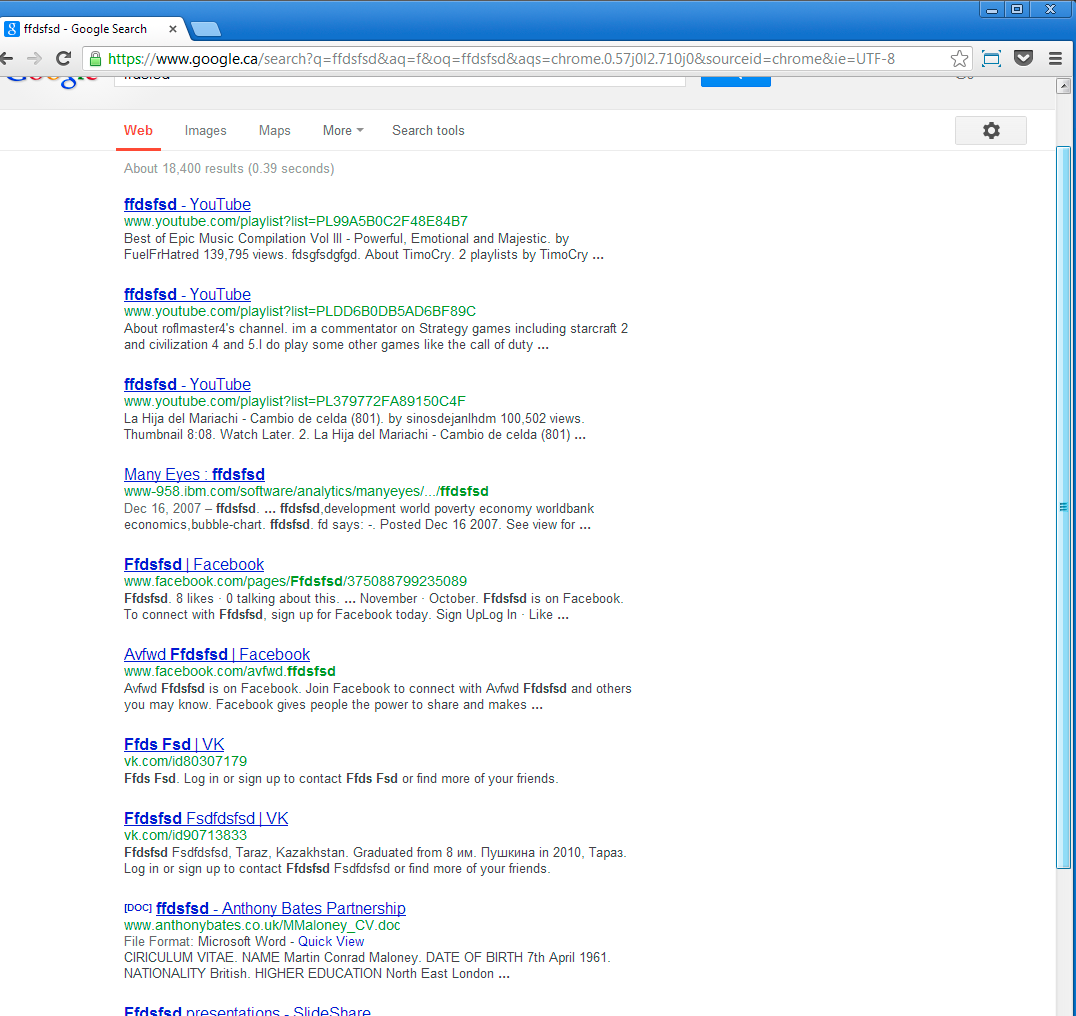 ffdsfsd - Google Search
https://www.google.ca/search?q=ffdsfsd&aq=f&oq=ffdsfsd&aqs=chrome.0.57j0l2.710j0&sourceid=chrome&ie=UTF-8
Google ffdsfsd
Web Images Maps More Search tools
About 18,400 results (0.39 seconds)
ffdsfsd - YouTube
www.youtube.com/playlist?list=PL99A5B0C2F48E84B7
Best of Epic Music Compilation Vol III - Powerful, Emotional and Majestic. by
FuelFrHatred 139,795 views. fdsgfsdgfgd. About TimoCry. 2 playlists by TimoCry ...
ffdsfsd - YouTube
www.youtube.com/playlist?list=PLDD6B0DB5AD6BF89C
About roflmaster4's channel. im a commentator on Strategy games including starcraft 2
and civilization 4 and 5.I do play some other games like the call of duty ...
ffdsfsd - YouTube
www.youtube.com/playlist?list=PL379772FA89150C4F
La Hija del Mariachi - Cambio de celda (801). by sinosdejanlhdm 100,502 views.
Thumbnail 8:08. Watch Later. 2. La Hija del Mariachi - Cambio de celda (801) ...
Many Eyes : ffdsfsd
www-958.ibm.com/software/analytics/manyeyes/.../ffdsfsd
Dec 16, 2007 – ffdsfsd. ... ffdsfsd,development world poverty economy worldbank
economics,bubble-chart. ffdsfsd. fd says: -. Posted Dec 16 2007. See view for ...
Ffdsfsd | Facebook
www.facebook.com/pages/Ffdsfsd/375088799235089
Ffdsfsd. 8 likes · 0 talking about this. ... November · October. Ffdsfsd is on Facebook.
To connect with Ffdsfsd, sign up for Facebook today. Sign UpLog In · Like ...
Avfwd Ffdsfsd | Facebook
www.facebook.com/avfwd.ffdsfsd
Avfwd Ffdsfsd is on Facebook. Join Facebook to connect with Avfwd Ffdsfsd and others
you may know. Facebook gives people the power to share and makes ...
Ffds Fsd | VK
vk.com/id80307179
Ffds Fsd. Log in or sign up to contact Ffds Fsd or find more of your friends.
Ffdsfsd Fsdfdsfsd | VK
vk.com/id90713833
Ffdsfsd Fsdfdsfsd, Taraz, Kazakhstan. Graduated from 8 им. Пушкина in 2010, Тараз.
Log in or sign up to contact Ffdsfsd Fsdfdsfsd or find more of your friends.
[DOC] ffdsfsd - Anthony Bates Partnership
www.anthonybates.co.uk/MMaloney_CV.doc
File Format: Microsoft Word - Quick View
CIRICULUM VITAE. NAME Martin Conrad Maloney. DATE OF BIRTH 7th April 1961.
NATIONALITY British. HIGHER EDUCATION North East London ...
Ffdsfsd presentations - SlideShare